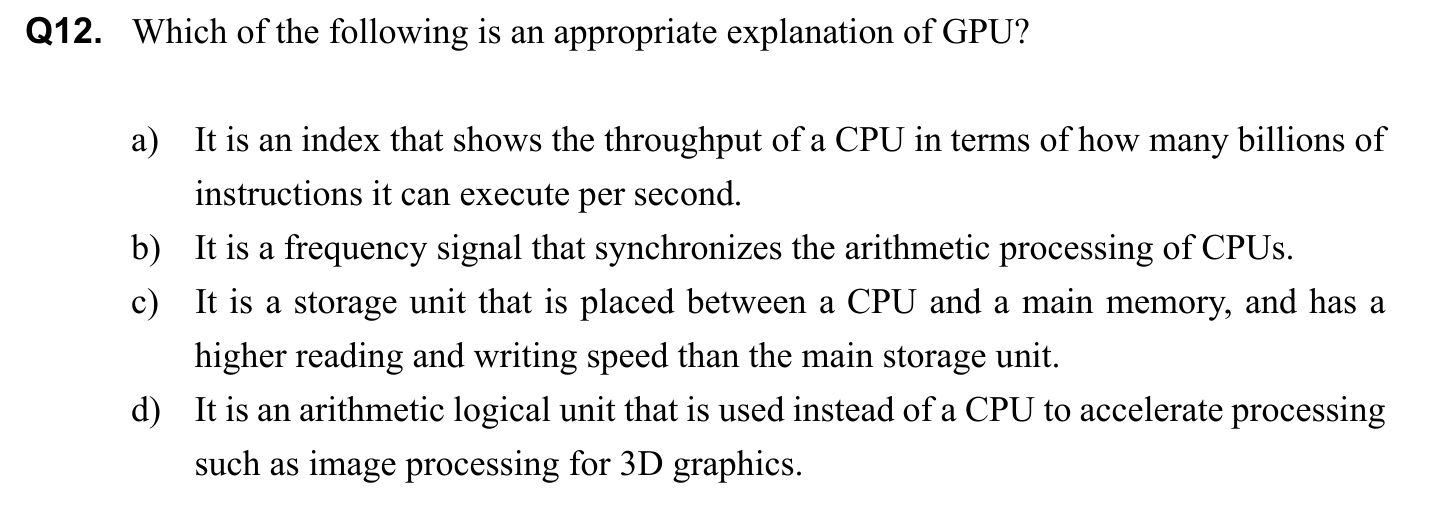 Q12. Which of the following is an appropriate explanation of GPU?
a) It is an index that shows the throughput of a CPU in terms of how many billions of
instructions it can execute per second.
b) It is a frequency signal that synchronizes the arithmetic processing of CPUs.
c) It is a storage unit that is placed between a CPU and a main memory, and has a
higher reading and writing speed than the main storage unit.
d) It is an arithmetic logical unit that is used instead of a CPU to accelerate processing
such as image processing for 3D graphics.